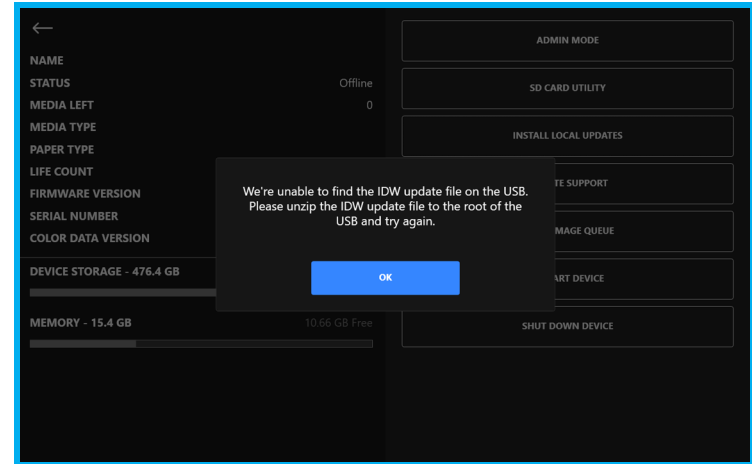 NAME
STATUS Offline
MEDIA LEFT 0
MEDIA TYPE
PAPER TYPE
LIFE COUNT
FIRMWARE VERSION
SERIAL NUMBER
COLOR DATA VERSION
DEVICE STORAGE - 476.4 GB
MEMORY - 15.4 GB 10.66 GB Free
ADMIN MODE
SD CARD UTILITY
INSTALL LOCAL UPDATES
TE SUPPORT
MAGE QUEUE
ART DEVICE
SHUT DOWN DEVICE
We're unable to find the IDW update file on the USB.
Please unzip the IDW update file to the root of the
USB and try again.
OK